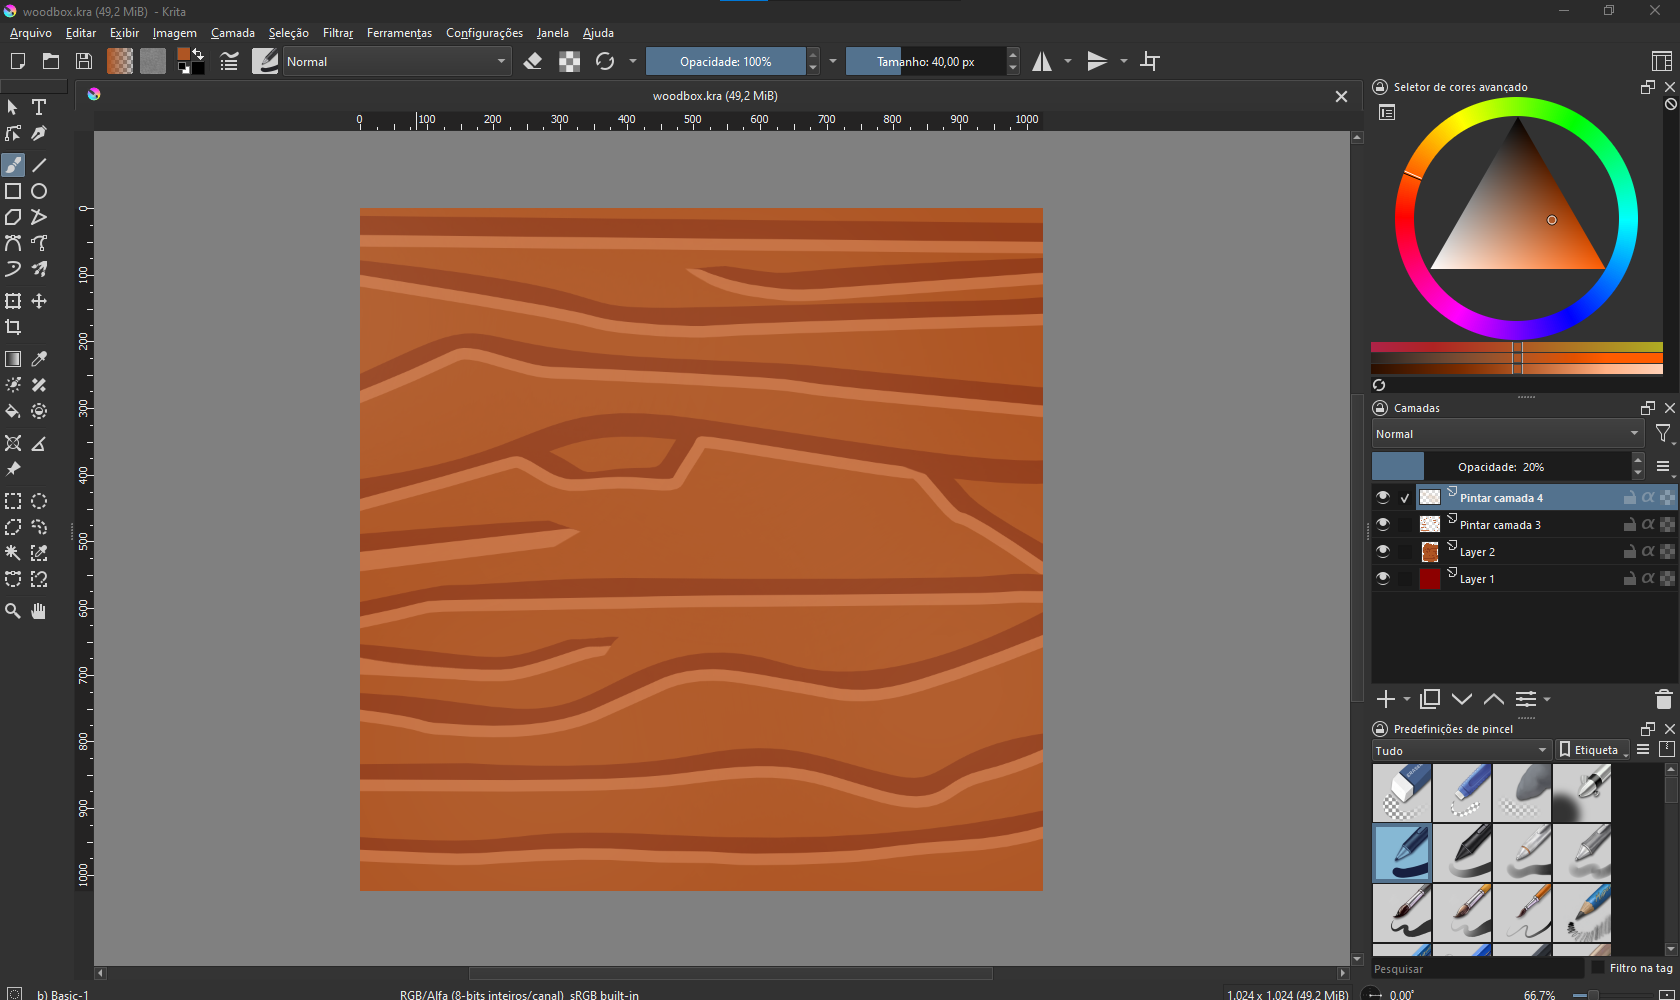 woodbox.kra (49,2 MiB) - Krita
Arquivo Editar Exibir Imagem Camada Seleção Filtrar Ferramentas Configurações Janela Ajuda
Normal
Opacidade: 100%
Tamanho: 40,00 px
woodbox.kra (49,2 MiB)
0 100 200 300 400 500 600 700 800 900 1000
0
100
200
300
400
500
600
700
800
900
1000
Seletor de cores avançado
Camadas
Normal
Opacidade: 20%
Pintar camada 4
Pintar camada 3
Layer 2
Layer 1
Predefinições de pincel
Tudo
Etiqueta
Pesquisar
Filtro na tag
b) Basic-1
RGB/Alfa (8-bits inteiros/canal) sRGB built-in
1.024 x 1.024 (49,2 MiB)
0,00°
66,7%